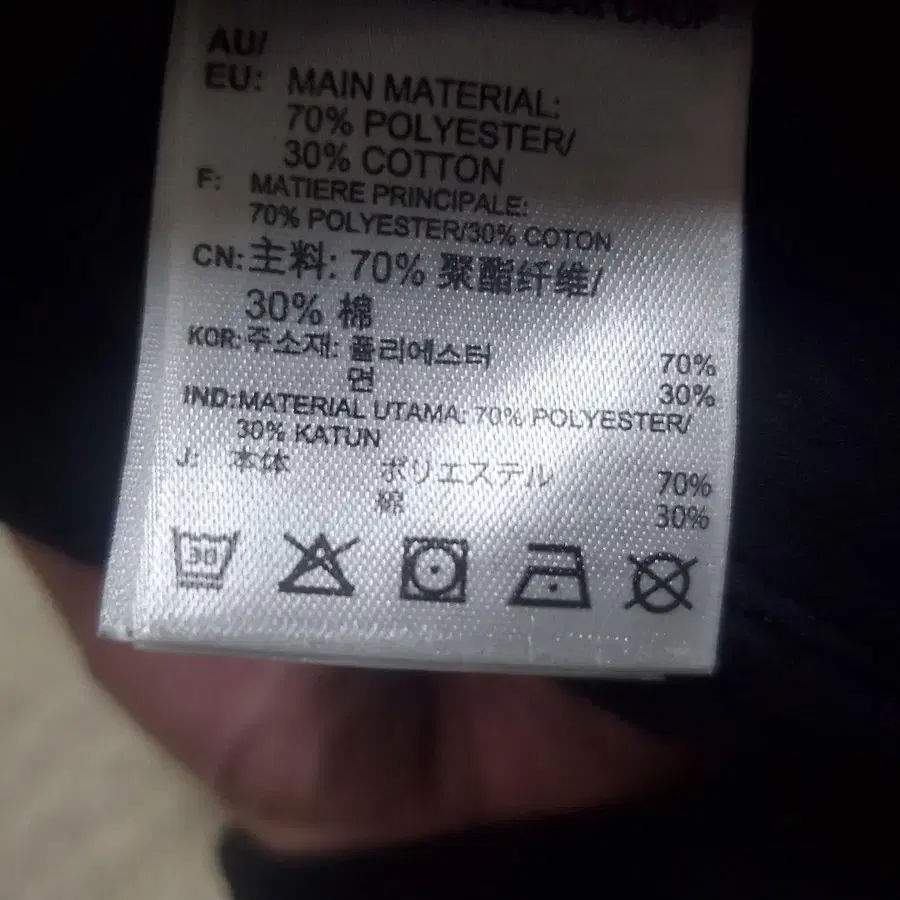 CROP
AU/
EU: MAIN MATERIAL:
70% POLYESTER/
30% COTTON
F: MATIERE PRINCIPALE:
70% POLYESTER/30% COTON
CN: 主料: 70% 聚酯纤维/
30% 棉
KOR: 주소재: 폴리에스터 70%
면 30%
IND: MATERIAL UTAMA: 70% POLYESTER/
30% KATUN
J: 本体 ポリエステル 70%
綿 30%
30